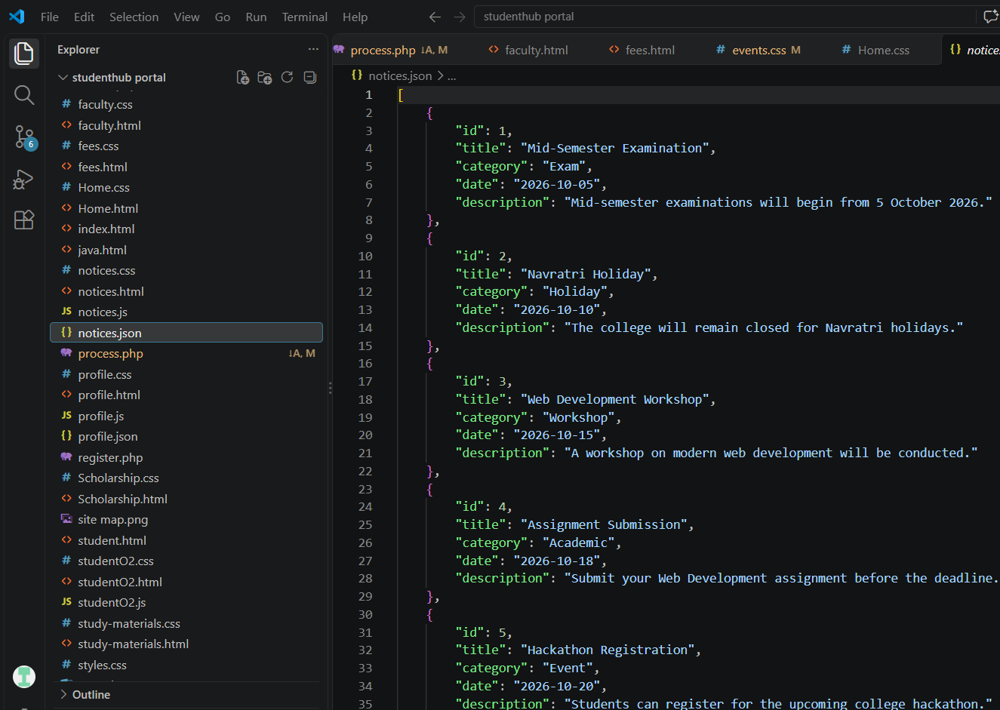 File Edit Selection View Go Run Terminal Help
studenthub portal
Explorer
studenthub portal
faculty.css
faculty.html
fees.css
fees.html
Home.css
Home.html
index.html
java.html
notices.css
notices.html
JS notices.js
{} notices.json
process.php ↓A, M
profile.css
profile.html
JS profile.js
{} profile.json
register.php
Scholarship.css
Scholarship.html
site map.png
student.html
studentO2.css
studentO2.html
JS studentO2.js
study-materials.css
study-materials.html
styles.css
Outline
6
process.php ↓A, M faculty.html fees.html events.css M Home.css {} notices.
{} notices.json > ...
1 [
2 {
3 "id": 1,
4 "title": "Mid-Semester Examination",
5 "category": "Exam",
6 "date": "2026-10-05",
7 "description": "Mid-semester examinations will begin from 5 October 2026."
8 },
9 {
10 "id": 2,
11 "title": "Navratri Holiday",
12 "category": "Holiday",
13 "date": "2026-10-10",
14 "description": "The college will remain closed for Navratri holidays."
15 },
16 {
17 "id": 3,
18 "title": "Web Development Workshop",
19 "category": "Workshop",
20 "date": "2026-10-15",
21 "description": "A workshop on modern web development will be conducted."
22 },
23 {
24 "id": 4,
25 "title": "Assignment Submission",
26 "category": "Academic",
27 "date": "2026-10-18",
28 "description": "Submit your Web Development assignment before the deadline.
29 },
30 {
31 "id": 5,
32 "title": "Hackathon Registration",
33 "category": "Event",
34 "date": "2026-10-20",
35 "description": "Students can register for the upcoming college hackathon."